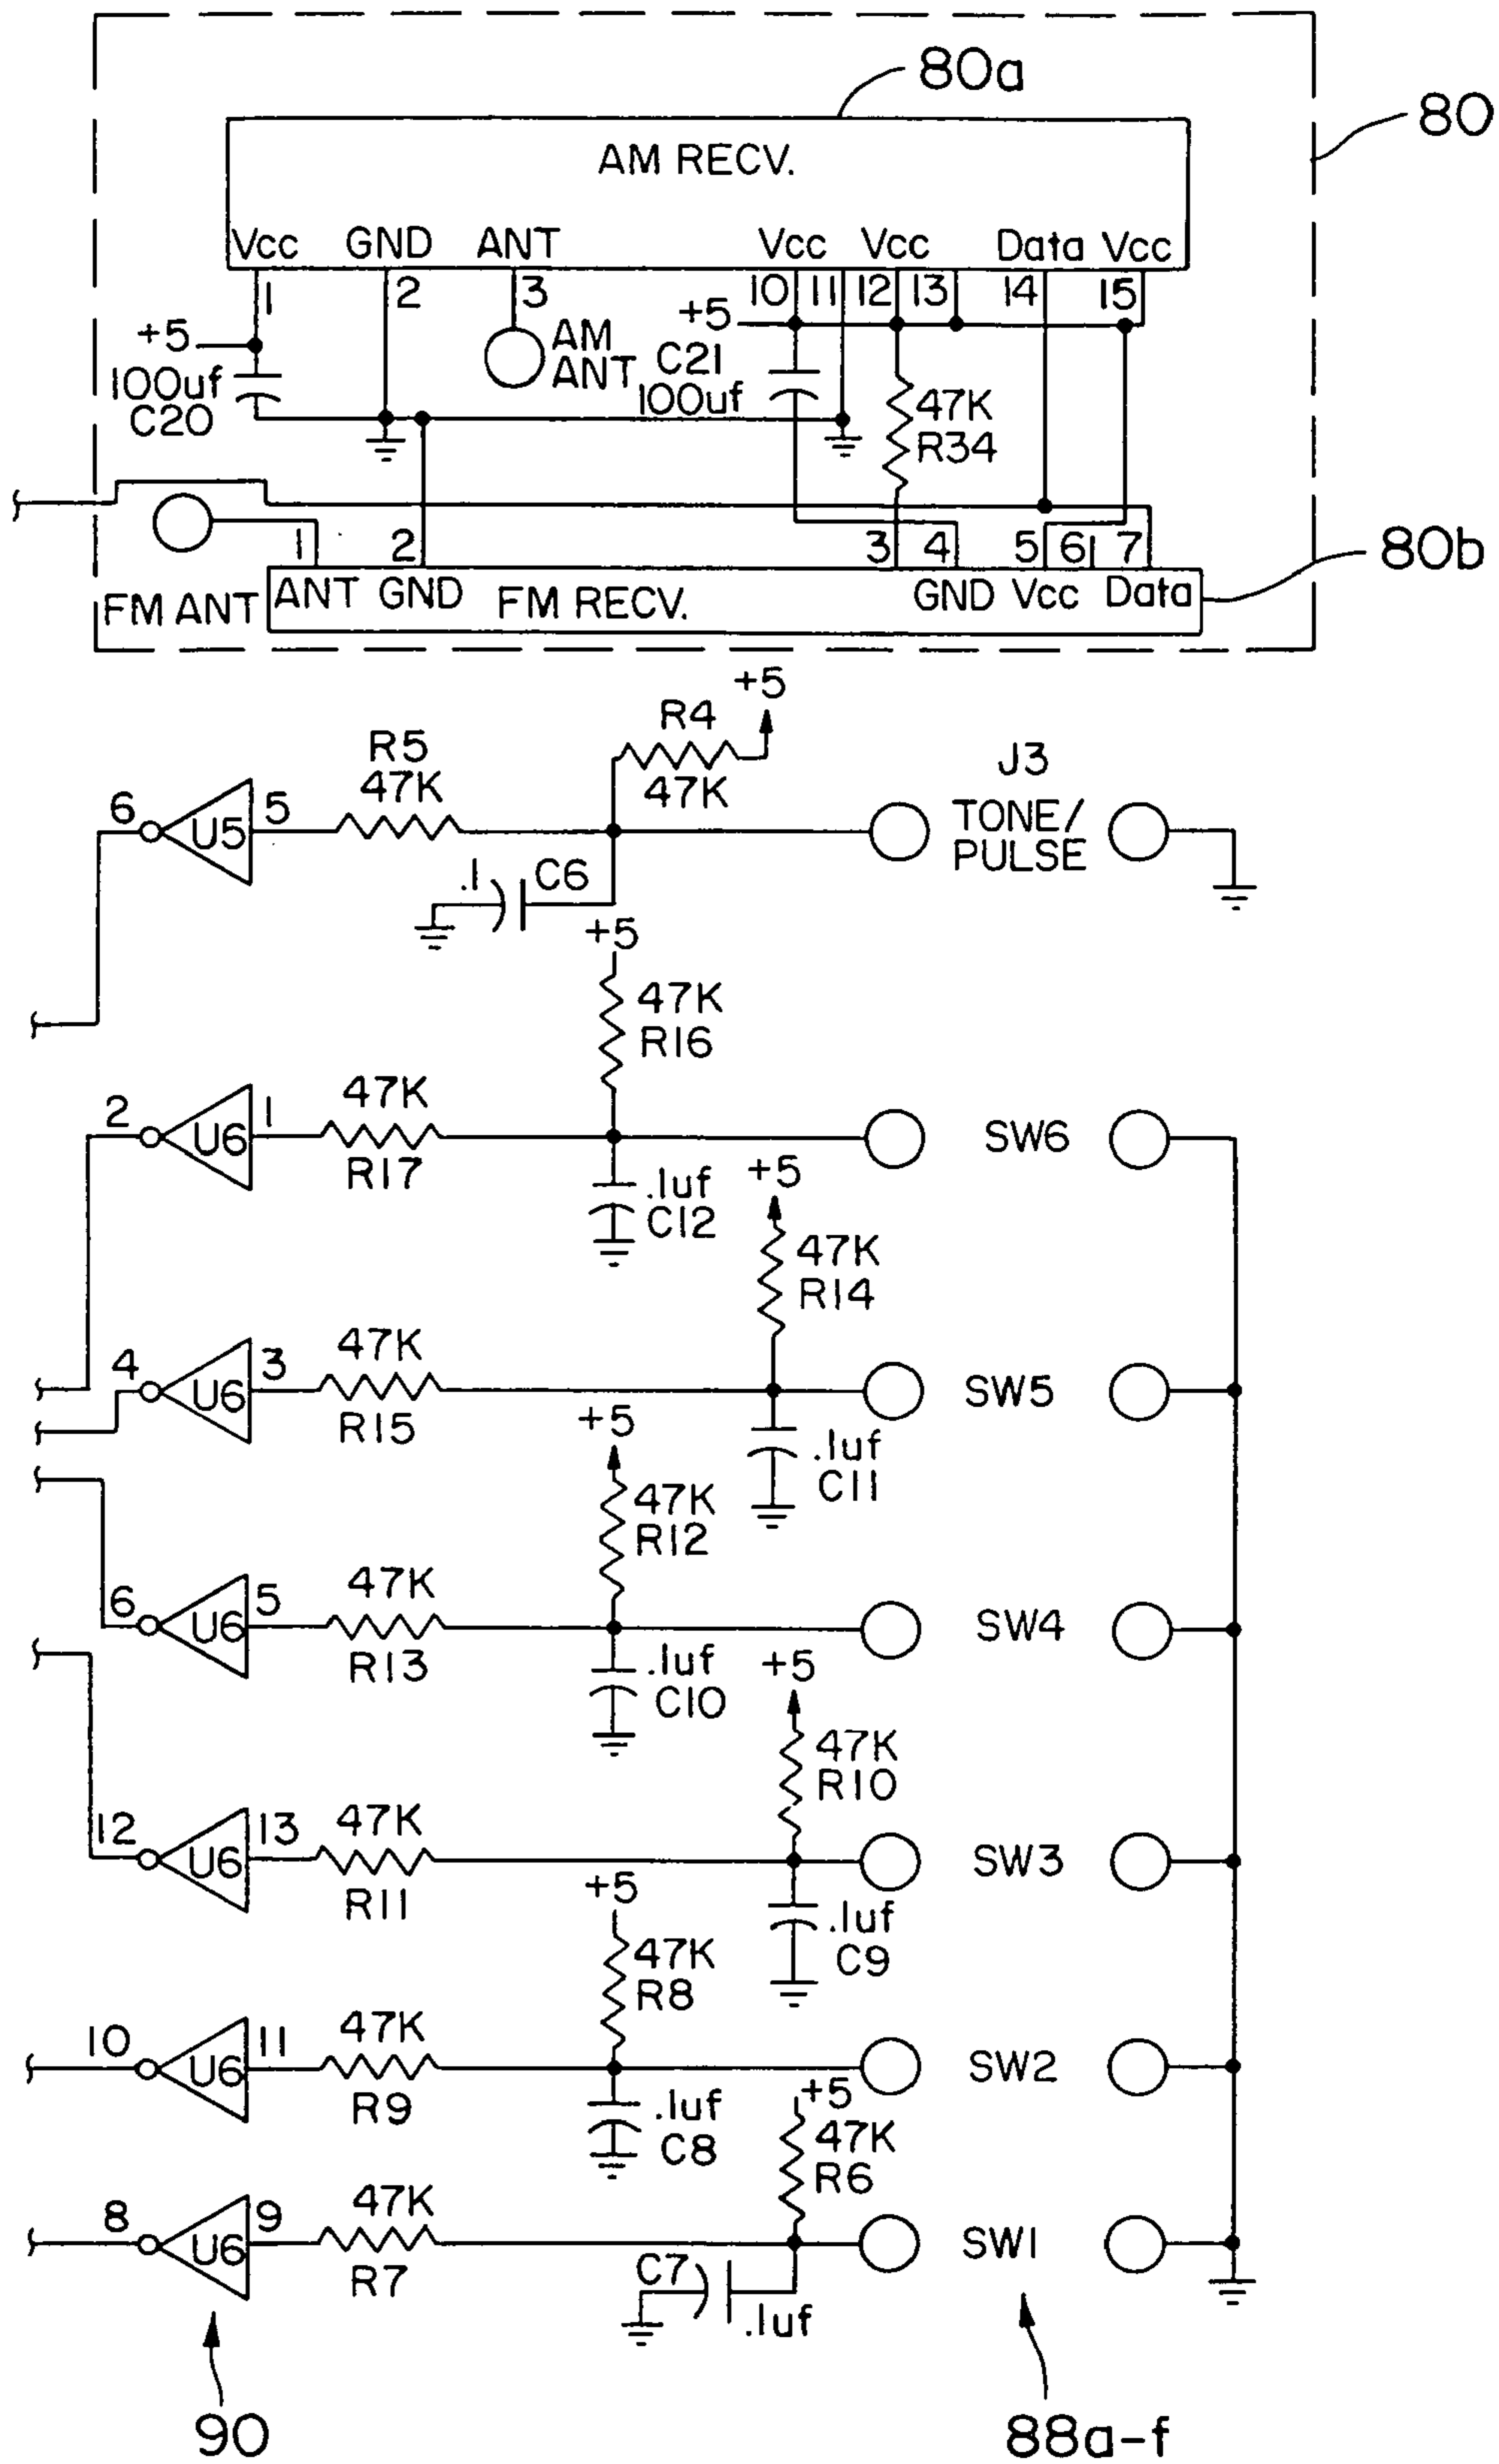 80a
80
AM RECV.
Vcc GND ANT Vcc Vcc Data Vcc
1 2 3 10 11 12 13 14 15
+5 +5
AM
ANT
100uf
C20
C21
100uf
47K
R34
1 2 3 4 5 6 7
80b
FM ANT ANT GND FM RECV. GND Vcc Data
+5
R4
47K
R5
47K
J3
TONE/
PULSE
6 U5 5
.1 C6
+5
47K
R16
47K
2 U6 1
R17
SW6
.1uf
C12
+5
47K
R14
47K
4 U6 3
R15
SW5
+5
.1uf
C11
47K
R12
47K
6 U6 5
R13
SW4
.1uf
C10
+5
47K
R10
47K
12 U6 13
R11
SW3
+5
.1uf
C9
47K
R8
47K
10 U6 11
R9
SW2
.1uf
C8
+5
47K
R6
47K
8 U6 9
R7
SW1
C7
.1uf
90
88a-f